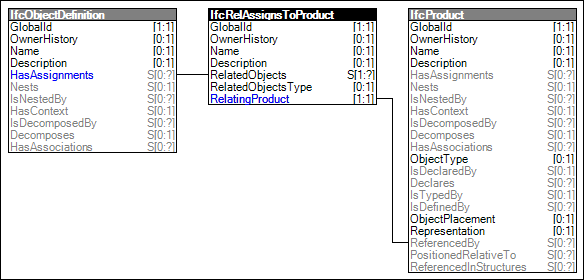 IfcObjectDefinition
GlobalId [1:1]
OwnerHistory [0:1]
Name [0:1]
Description [0:1]
HasAssignments S[0:?]
Nests S[0:1]
IsNestedBy S[0:?]
HasContext S[0:1]
IsDecomposedBy S[0:?]
Decomposes S[0:1]
HasAssociations S[0:?]
IfcRelAssignsToProduct
GlobalId [1:1]
OwnerHistory [0:1]
Name [0:1]
Description [0:1]
RelatedObjects S[1:?]
RelatedObjectsType [0:1]
RelatingProduct [1:1]
IfcProduct
GlobalId [1:1]
OwnerHistory [0:1]
Name [0:1]
Description [0:1]
HasAssignments S[0:?]
Nests S[0:1]
IsNestedBy S[0:?]
HasContext S[0:1]
IsDecomposedBy S[0:?]
Decomposes S[0:1]
HasAssociations S[0:?]
ObjectType [0:1]
IsDeclaredBy S[0:1]
Declares S[0:?]
IsTypedBy S[0:1]
IsDefinedBy S[0:?]
ObjectPlacement [0:1]
Representation [0:1]
ReferencedBy S[0:?]
PositionedRelativeTo S[0:?]
ReferencedInStructures S[0:?]